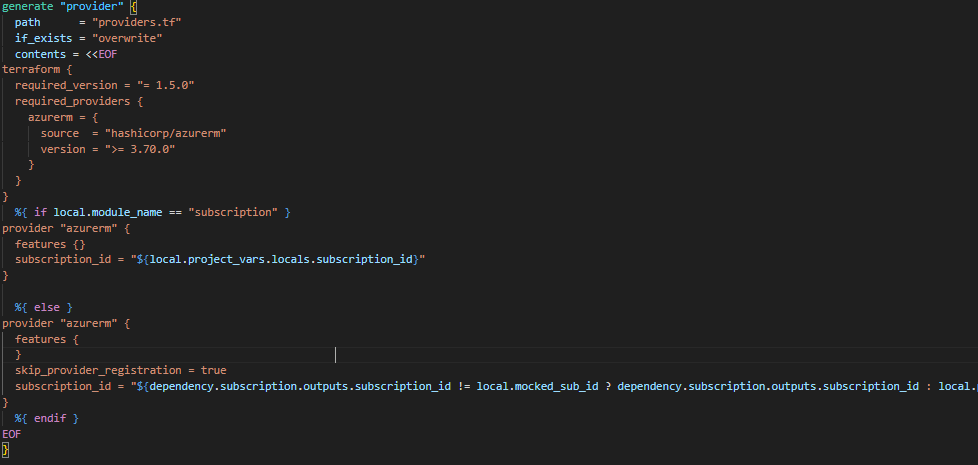 generate "provider" {
  path      = "providers.tf"
  if_exists = "overwrite"
  contents = <<EOF
terraform {
  required_version = "= 1.5.0"
  required_providers {
    azurerm = {
      source  = "hashicorp/azurerm"
      version = ">= 3.70.0"
    }
  }
}
  %{ if local.module_name == "subscription" }
provider "azurerm" {
  features {}
  subscription_id = "${local.project_vars.locals.subscription_id}"
}

  %{ else }
provider "azurerm" {
  features {
  }
  skip_provider_registration = true
  subscription_id = "${dependency.subscription.outputs.subscription_id != local.mocked_sub_id ? dependency.subscription.outputs.subscription_id : local.
}
  %{ endif }
EOF
}